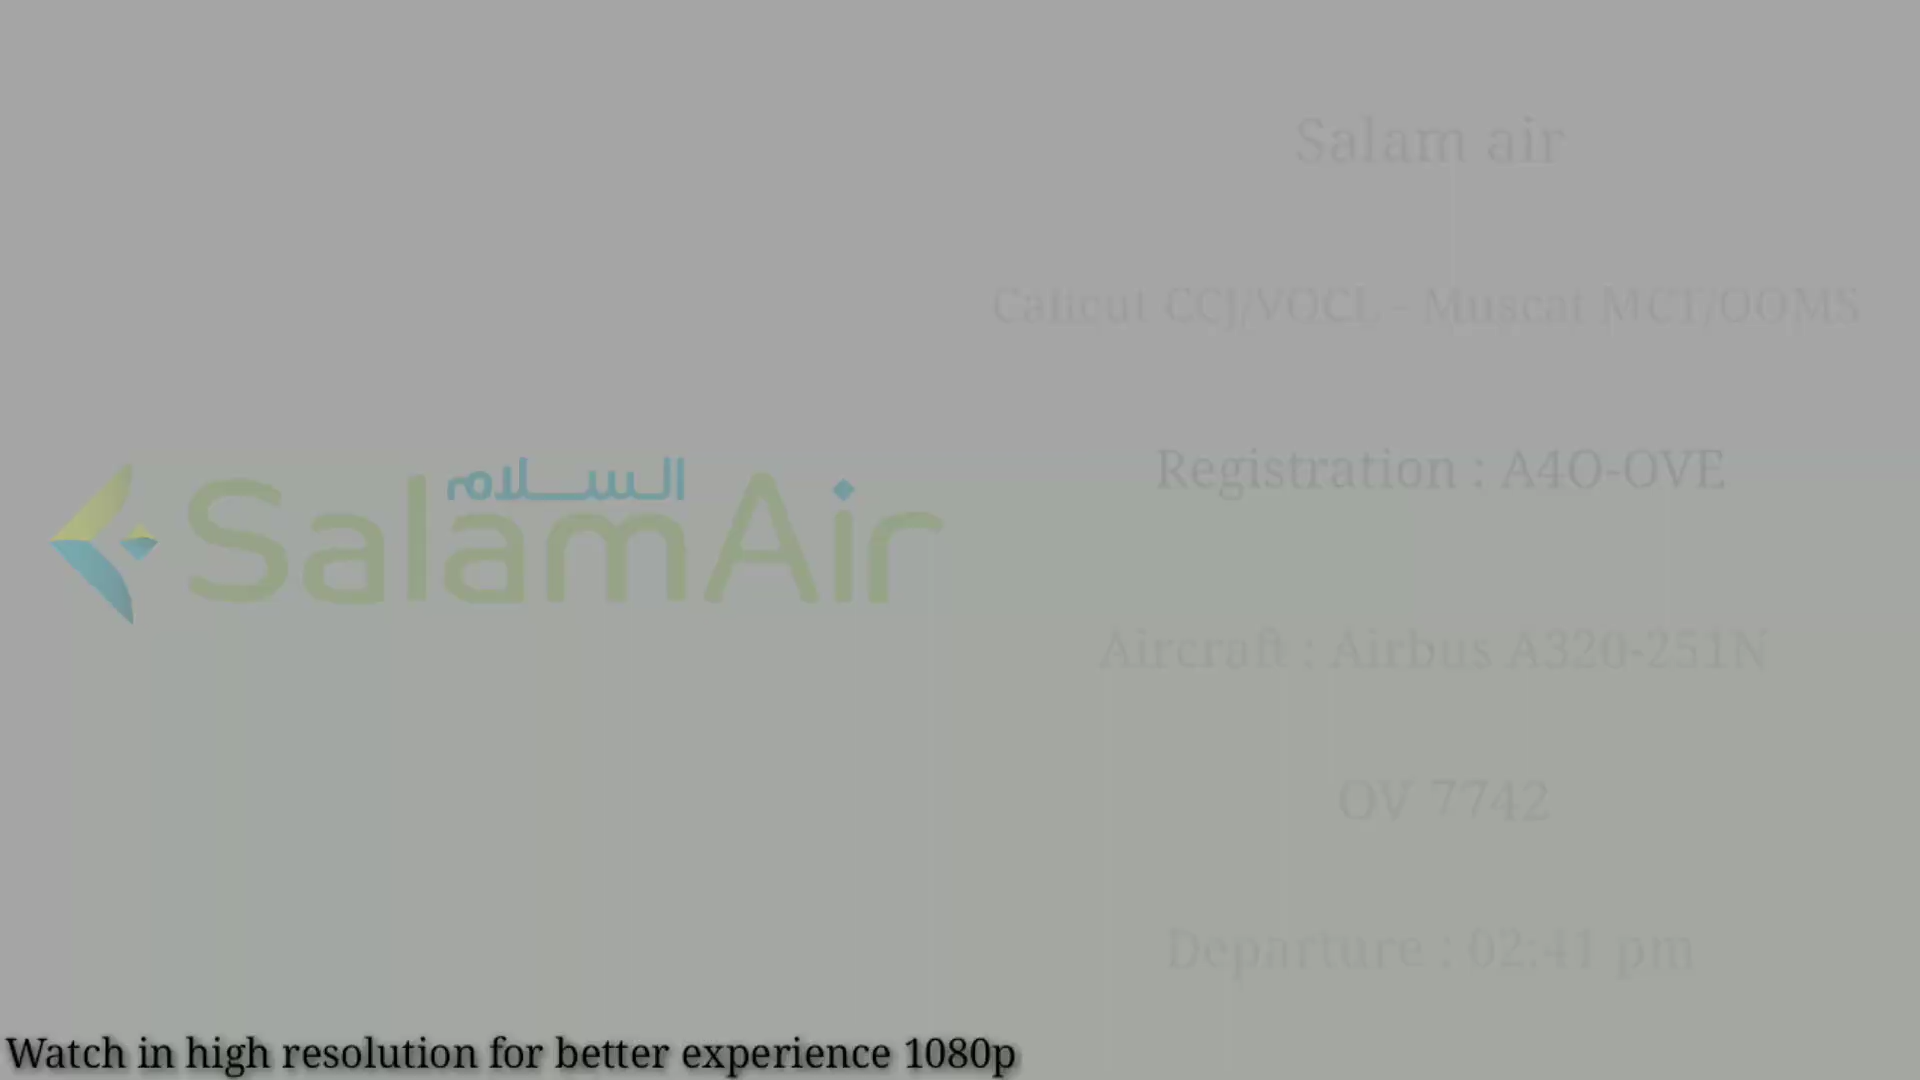 السلام
SalamAir
Salam air
Calicut CCJ/VOCL - Muscat MCT/OOMS
Registration : A4O-OVE
Aircraft : Airbus A320-251N
OV 7742
Departure : 02:41 pm
Watch in high resolution for better experience 1080p